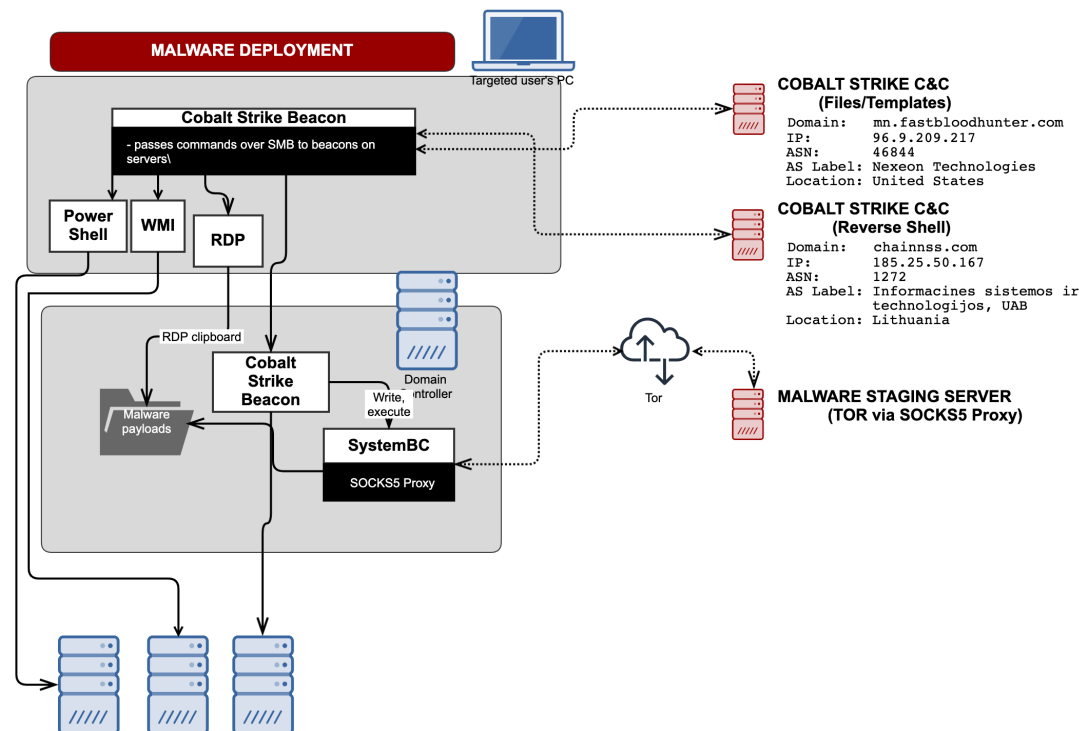 MALWARE DEPLOYMENT
Targeted user's PC
Cobalt Strike Beacon
- passes commands over SMB to beacons on
servers\
Power
Shell
WMI
RDP
COBALT STRIKE C&C
(Files/Templates)
Domain: mn.fastbloodhunter.com
IP: 96.9.209.217
ASN: 46844
AS Label: Nexeon Technologies
Location: United States
COBALT STRIKE C&C
(Reverse Shell)
Domain: chainnss.com
IP: 185.25.50.167
ASN: 1272
AS Label: Informacines sistemos ir
technologijos, UAB
Location: Lithuania
RDP clipboard
Cobalt
Strike
Beacon
Domain
Write,
execute
Malware
payloads
SystemBC
SOCKS5 Proxy
Tor
MALWARE STAGING SERVER
(TOR via SOCKS5 Proxy)